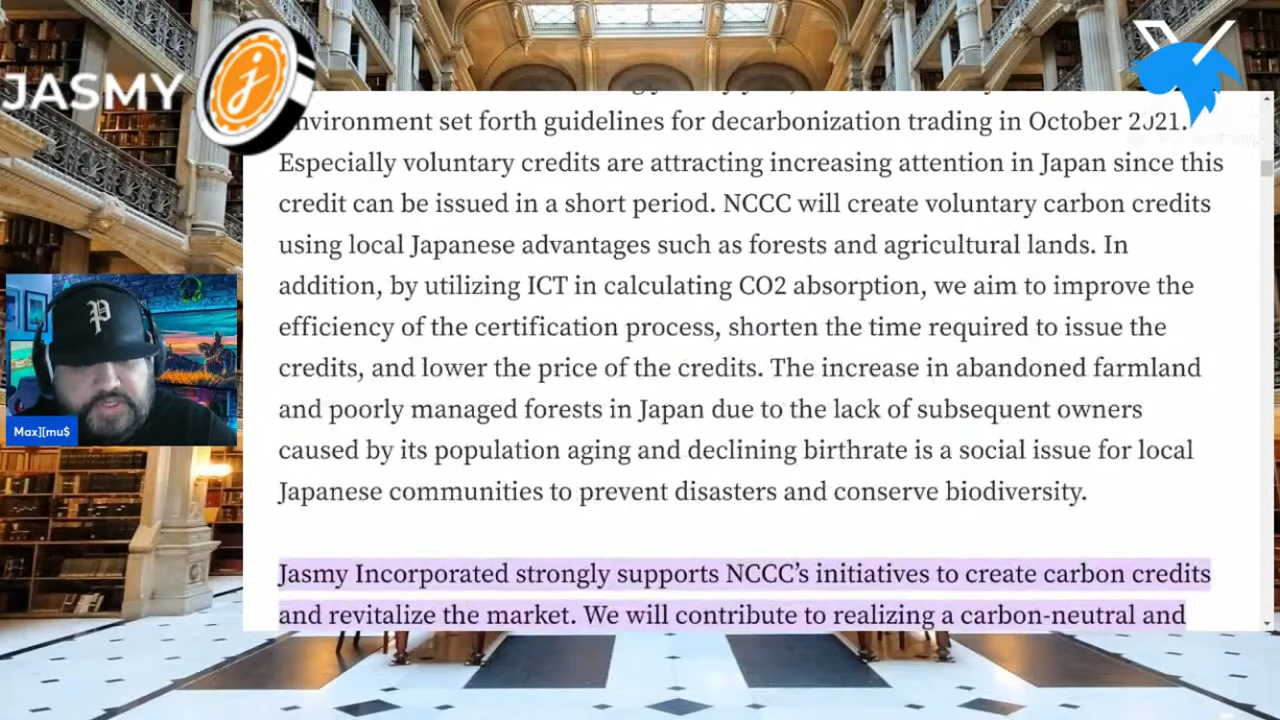 JASMY
environment set forth guidelines for decarbonization trading in October 2021.
Especially voluntary credits are attracting increasing attention in Japan since this
credit can be issued in a short period. NCCC will create voluntary carbon credits
using local Japanese advantages such as forests and agricultural lands. In
addition, by utilizing ICT in calculating CO2 absorption, we aim to improve the
efficiency of the certification process, shorten the time required to issue the
credits, and lower the price of the credits. The increase in abandoned farmland
and poorly managed forests in Japan due to the lack of subsequent owners
caused by its population aging and declining birthrate is a social issue for local
Japanese communities to prevent disasters and conserve biodiversity.
Jasmy Incorporated strongly supports NCCC’s initiatives to create carbon credits
and revitalize the market. We will contribute to realizing a carbon-neutral and
P
Max][mu$